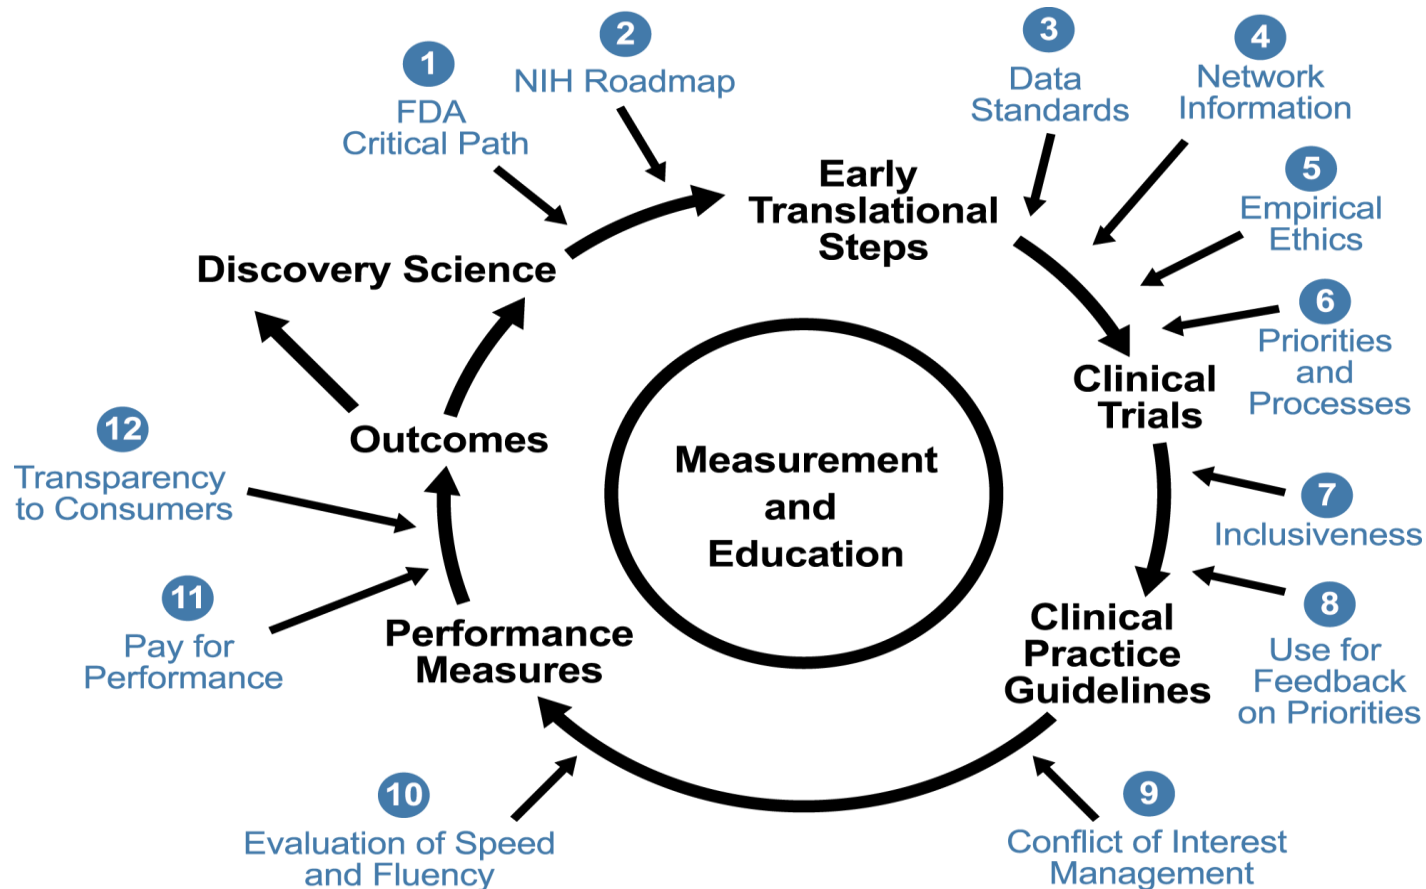 1
FDA
Critical Path
2
NIH Roadmap
3
Data
Standards
4
Network
Information
5
Empirical
Ethics
6
Priorities
and
Processes
7
Inclusiveness
8
Use for
Feedback
on Priorities
9
Conflict of Interest
Management
10
Evaluation of Speed
and Fluency
11
Pay for
Performance
12
Transparency
to Consumers
Early
Translational
Steps
Clinical
Trials
Clinical
Practice
Guidelines
Performance
Measures
Outcomes
Discovery Science
Measurement
and
Education